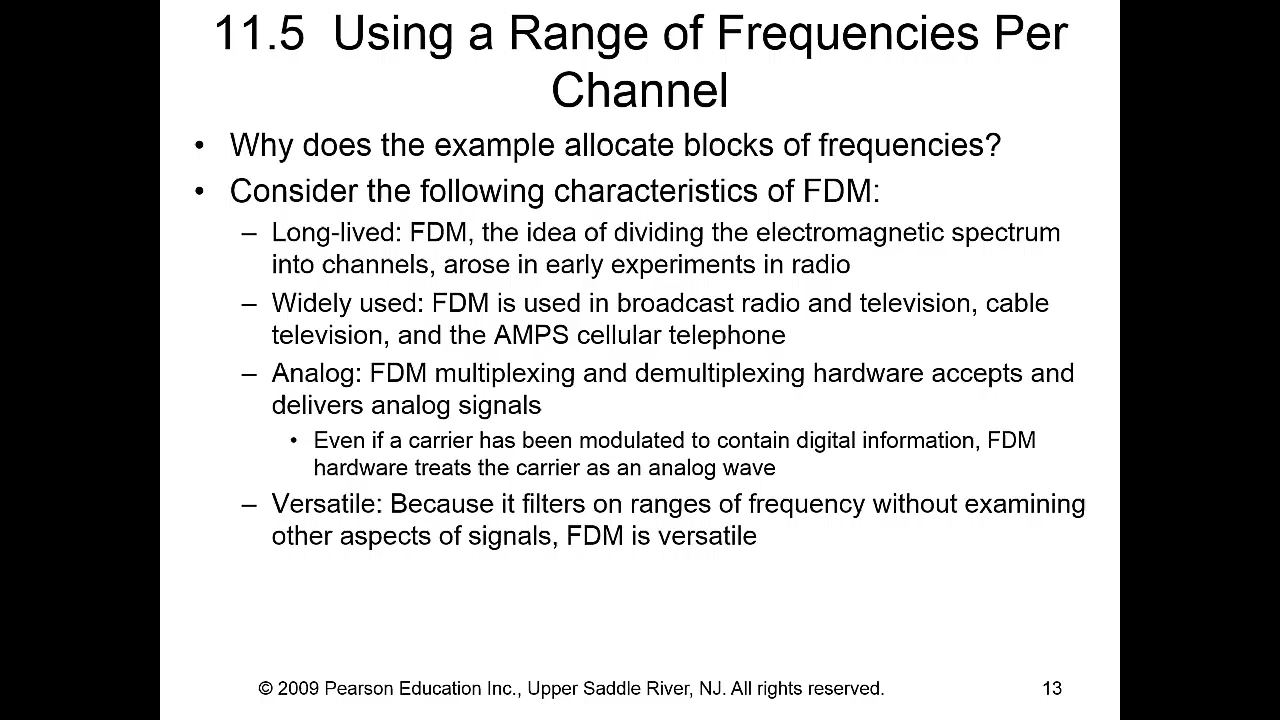 11.5 Using a Range of Frequencies Per
Channel
• Why does the example allocate blocks of frequencies?
• Consider the following characteristics of FDM:
– Long-lived: FDM, the idea of dividing the electromagnetic spectrum
into channels, arose in early experiments in radio
– Widely used: FDM is used in broadcast radio and television, cable
television, and the AMPS cellular telephone
– Analog: FDM multiplexing and demultiplexing hardware accepts and
delivers analog signals
• Even if a carrier has been modulated to contain digital information, FDM
hardware treats the carrier as an analog wave
– Versatile: Because it filters on ranges of frequency without examining
other aspects of signals, FDM is versatile
© 2009 Pearson Education Inc., Upper Saddle River, NJ. All rights reserved.
13